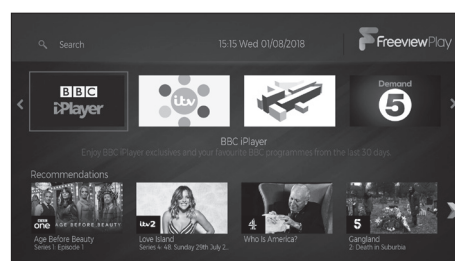 Search
15:15 Wed 01/08/2018
FreeviewPlay
BBC
iPlayer
itv
Demand
5
BBC iPlayer
Enjoy BBC iPlayer exclusives and your favourite BBC programmes from the last 30 days.
Recommendations
BBC
one
AGE BEFORE BEAUTY
itv2
4
5
Age Before Beauty
Series 1: Episode 1
Love Island
Series 4: 48: Sunday 29th July 2...
Who Is America?
Gangland
2: Death in Suburbia